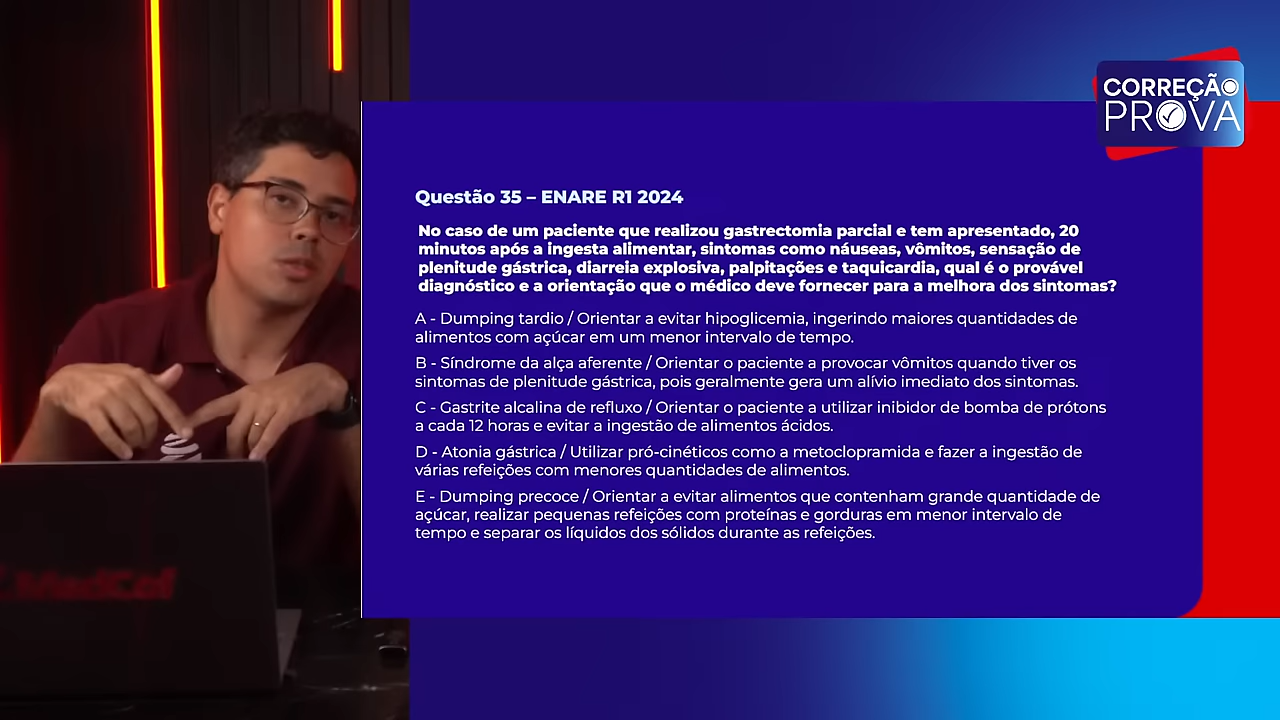 CORREÇÃO
PROVA
Questão 35 – ENARE R1 2024
No caso de um paciente que realizou gastrectomia parcial e tem apresentado, 20
minutos após a ingesta alimentar, sintomas como náuseas, vômitos, sensação de
plenitude gástrica, diarreia explosiva, palpitações e taquicardia, qual é o provável
diagnóstico e a orientação que o médico deve fornecer para a melhora dos sintomas?
A - Dumping tardio / Orientar a evitar hipoglicemia, ingerindo maiores quantidades de
alimentos com açúcar em um menor intervalo de tempo.
B - Síndrome da alça aferente / Orientar o paciente a provocar vômitos quando tiver os
sintomas de plenitude gástrica, pois geralmente gera um alívio imediato dos sintomas.
C - Gastrite alcalina de refluxo / Orientar o paciente a utilizar inibidor de bomba de prótons
a cada 12 horas e evitar a ingestão de alimentos ácidos.
D - Atonia gástrica / Utilizar pró-cinéticos como a metoclopramida e fazer a ingestão de
várias refeições com menores quantidades de alimentos.
E - Dumping precoce / Orientar a evitar alimentos que contenham grande quantidade de
açúcar, realizar pequenas refeições com proteínas e gorduras em menor intervalo de
tempo e separar os líquidos dos sólidos durante as refeições.